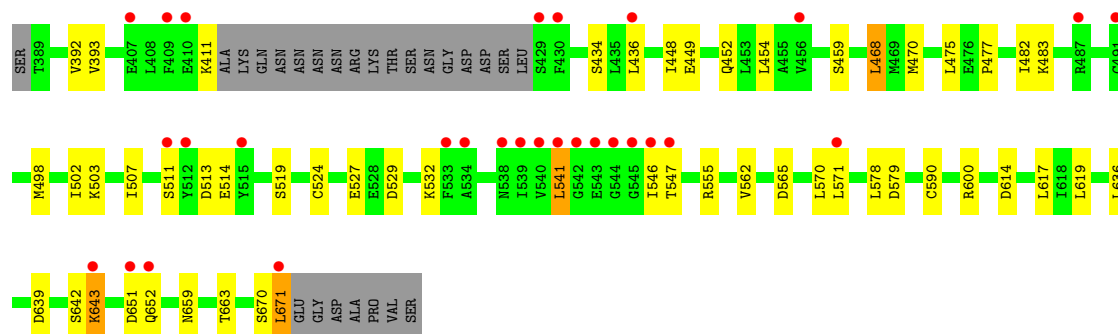 SER T389 V392 V393 E407 L408 F409 E410 K411 ALA LYS GLN ASN ASN ASN ASN ARG LYS THR SER ASN GLY ASP ASP SER LEU S429 F430 S434 L435 L436 I448 E449 Q452 L453 L454 A455 V456 S459 L468 M469 M470 L475 E476 P477 I482 K483 R487
M498 I502 K503 I507 S511 Y512 D513 E514 Y515 S519 C524 E527 E528 D529 K532 F533 A534 N538 I539 V540 L541 G542 E543 G544 G545 I546 T547 R555 V562 D565 L570 L571 L578 D579 C590 R600 D614 L617 I618 L619
D639 S642 K643 D651 Q652 N659 T663 S670 L671 GLU GLY ASP ALA PRO VAL SER